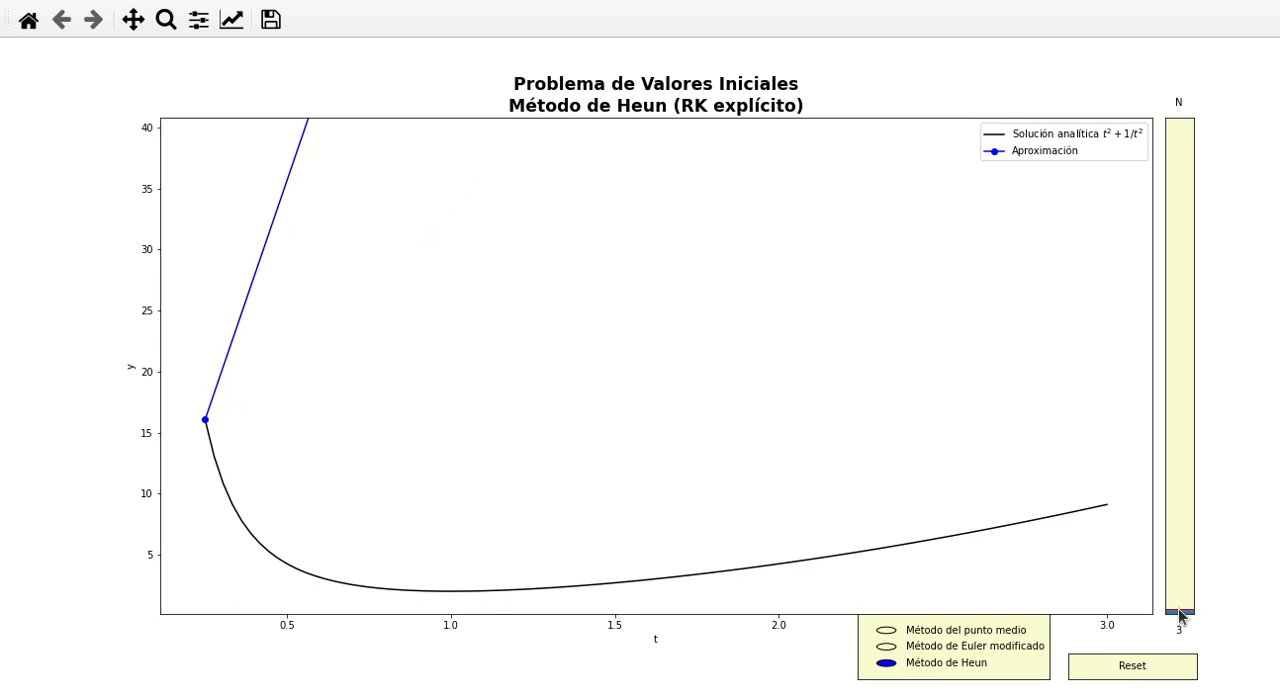 Problema de Valores Iniciales
Método de Heun (RK explícito)
N
40
35
30
25
20
15
10
5
y
Solución analítica t² + 1/t²
Aproximación
0.5
1.0
1.5
2.0
3.0
t
3
Método del punto medio
Método de Euler modificado
Método de Heun
Reset